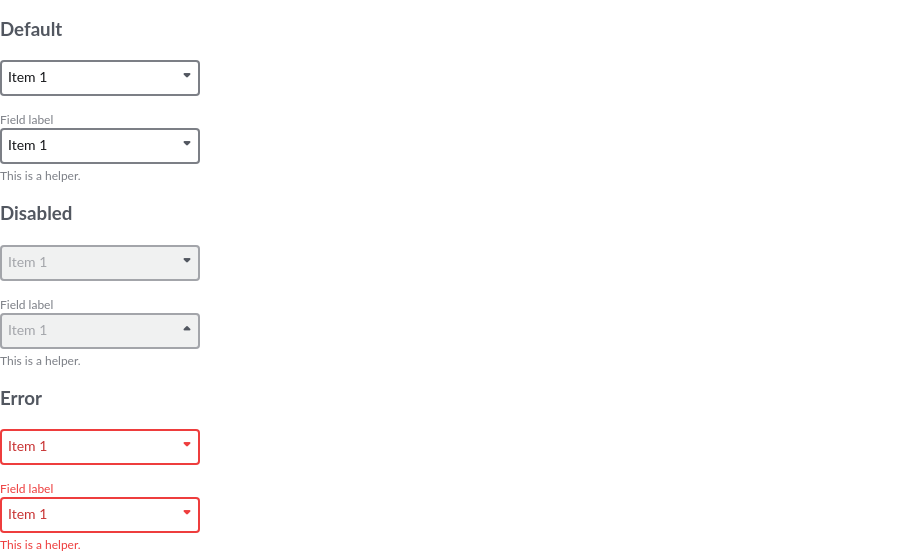 Default
Item 1
Field label
Item 1
This is a helper.
Disabled
Item 1
Field label
Item 1
This is a helper.
Error
Item 1
Field label
Item 1
This is a helper.